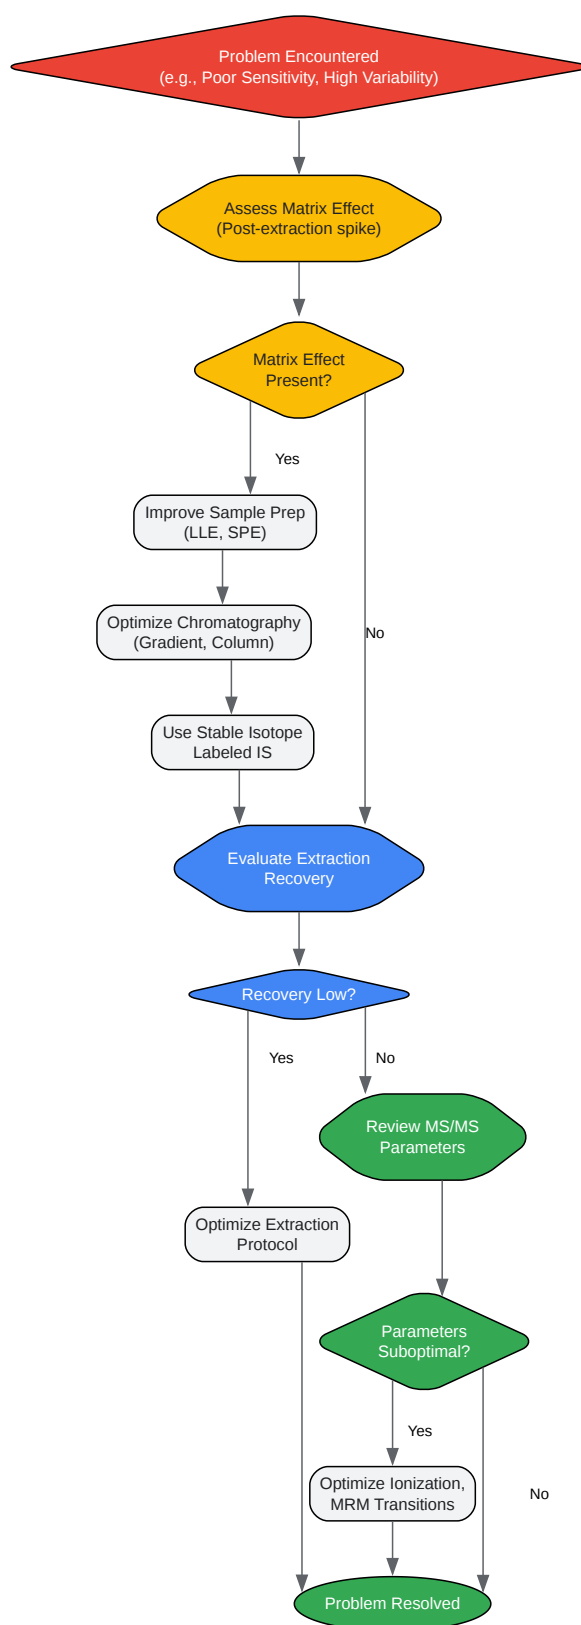 Problem Encountered
(e.g., Poor Sensitivity, High Variability)
Assess Matrix Effect
(Post-extraction spike)
Matrix Effect
Present?
Yes
Improve Sample Prep
(LLE, SPE)
Optimize Chromatography
(Gradient, Column)
No
Use Stable Isotope
Labeled IS
Evaluate Extraction
Recovery
Recovery Low?
Yes
No
Review MS/MS
Parameters
Optimize Extraction
Protocol
Parameters
Suboptimal?
Yes
Optimize Ionization,
MRM Transitions
No
Problem Resolved